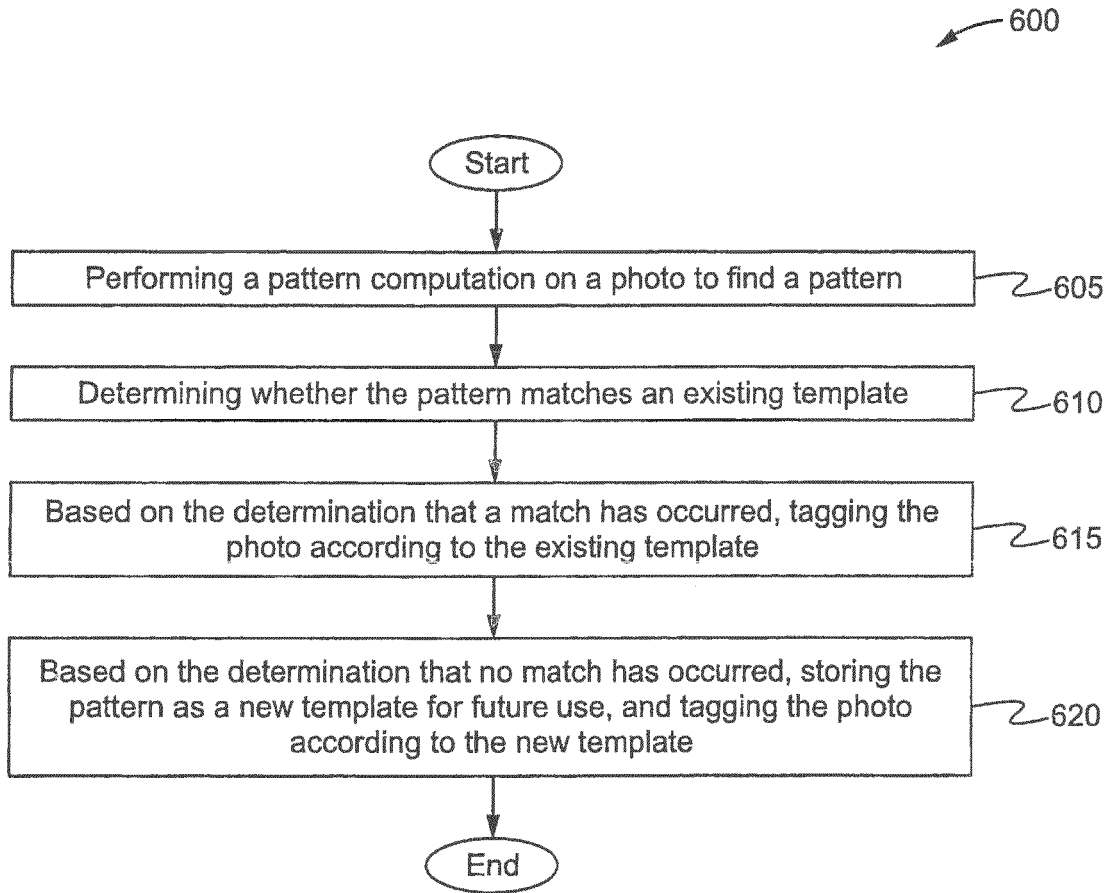 600
Start
Performing a pattern computation on a photo to find a pattern
605
Determining whether the pattern matches an existing template
610
Based on the determination that a match has occurred, tagging the
photo according to the existing template
615
Based on the determination that no match has occurred, storing the
pattern as a new template for future use, and tagging the photo
according to the new template
620
End